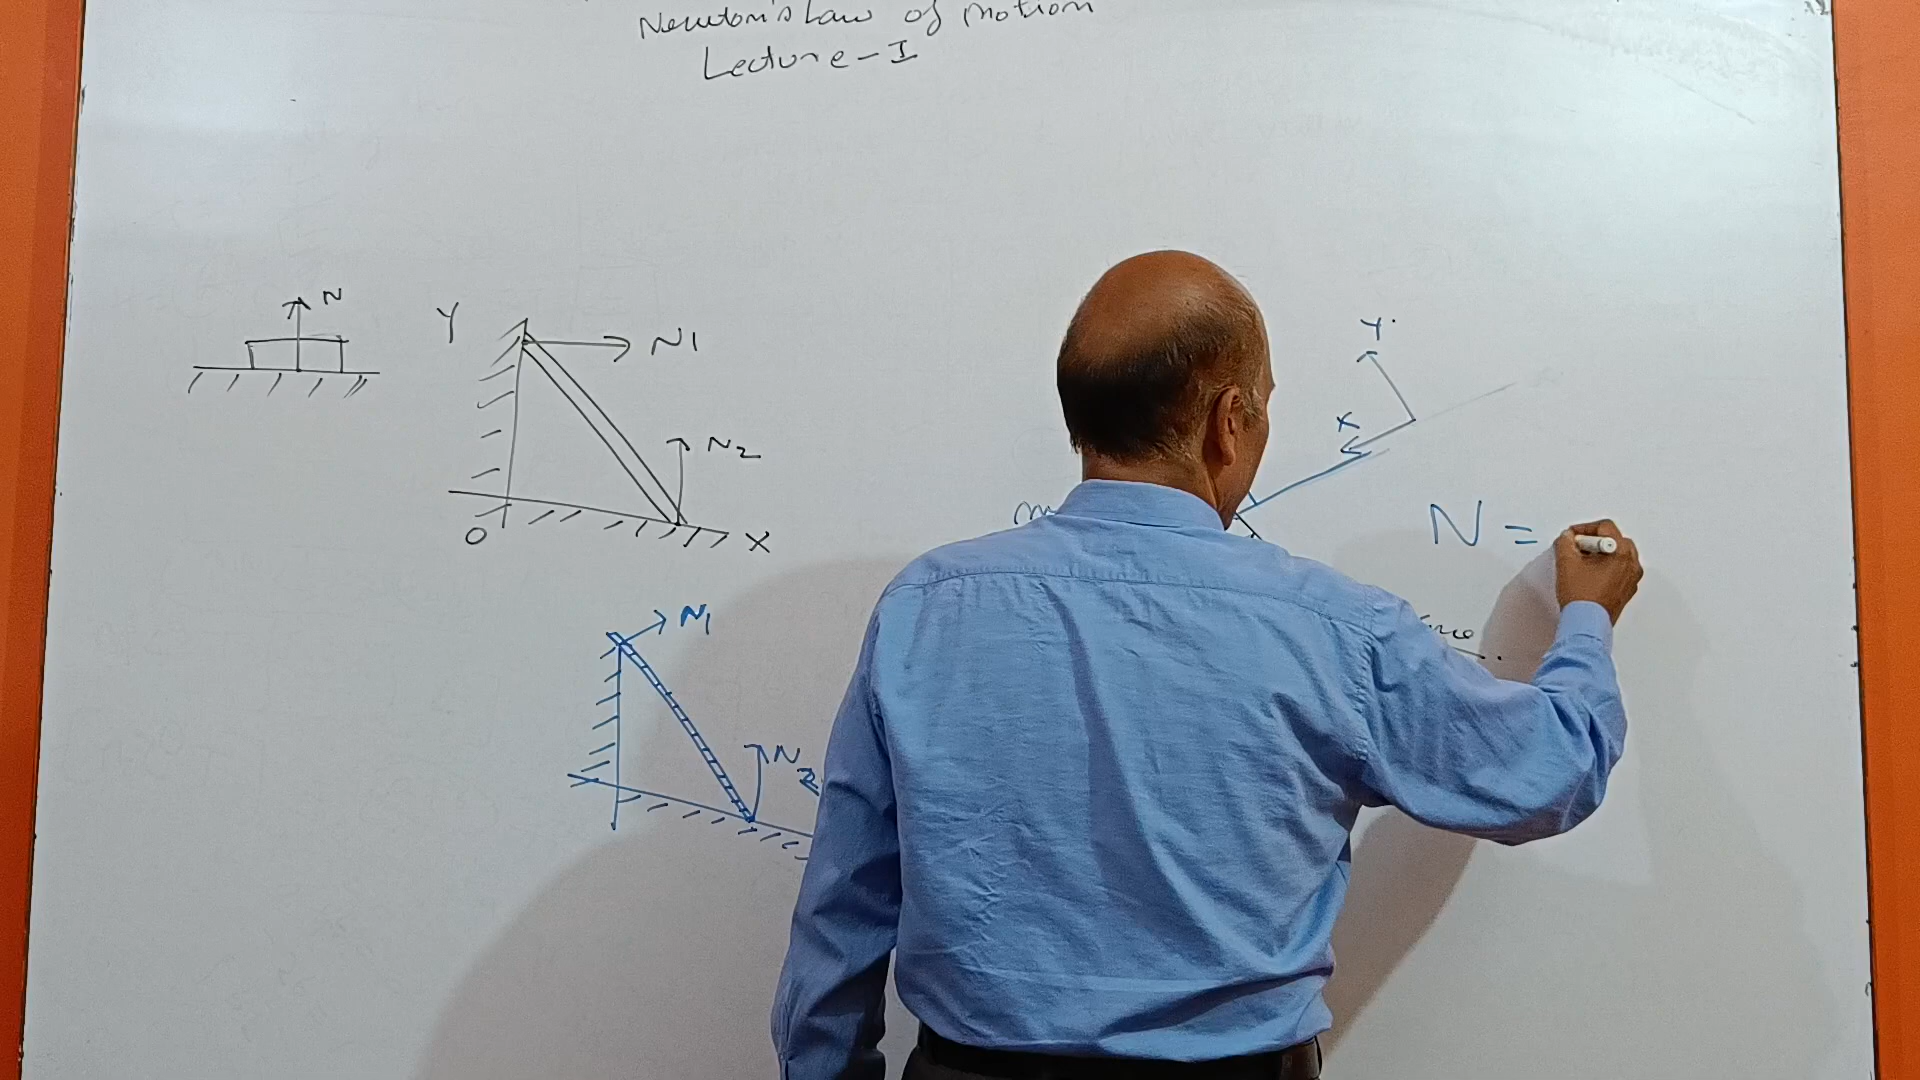 Newton's Law of motion
Lecture - I
N
Y
N1
N2
O
X
N1
N2
Y
X
m
N =